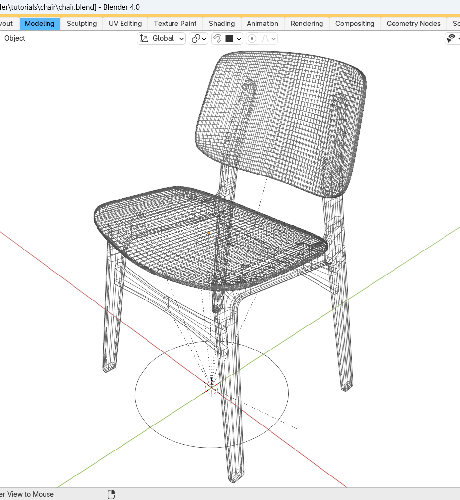 der\tutorials\chair\chair.blend] - Blender 4.0
yout Modeling Sculpting UV Editing Texture Paint Shading Animation Rendering Compositing Geometry Nodes Sc
Object Global
er View to Mouse